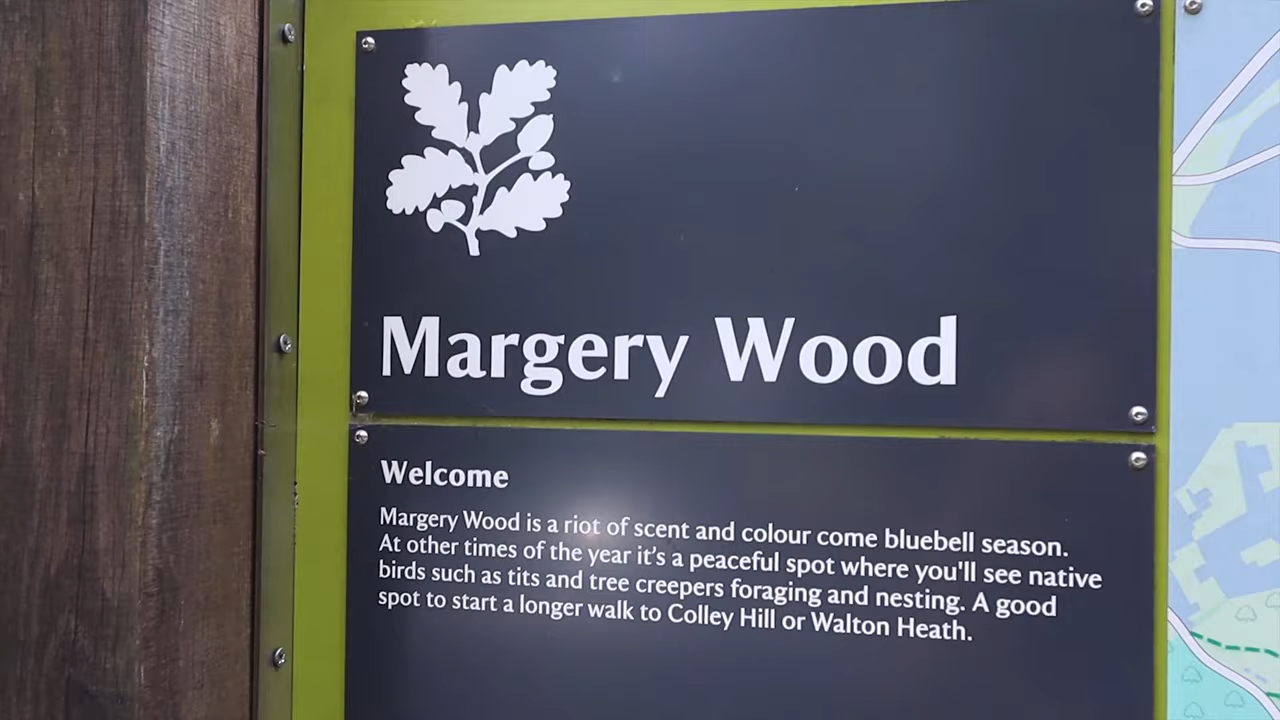 Margery Wood
Welcome
Margery Wood is a riot of scent and colour come bluebell season.
At other times of the year it's a peaceful spot where you'll see native
birds such as tits and tree creepers foraging and nesting. A good
spot to start a longer walk to Colley Hill or Walton Heath.